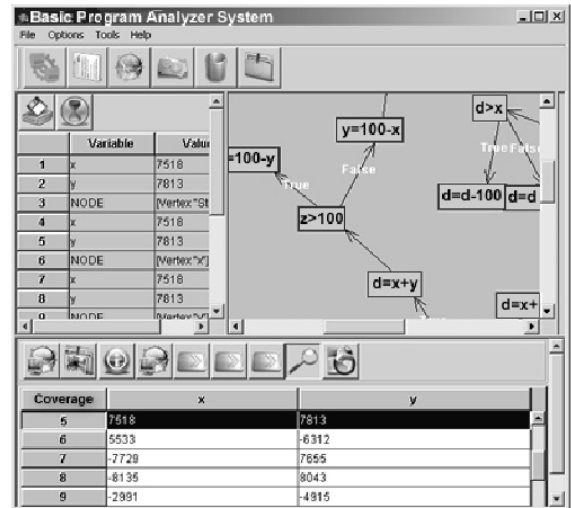 Basic Program Analyzer System
File Options Tools Help
Variable
1 x 7518
2 y 7813
3 NODE [Vertex"St
4 x 7518
5 y 7813
6 NODE [Vertex"x"]
7 x 7518
8 y 7813
9 NODE
d>x
y=100-x
True False
=100-y
False
True
d=d-100 d=d
z>100
d=x+y
d=x+
Coverage x y
5 7518 7813
6 5533 -6312
7 -7729 7655
8 -8135 8043
9 -2991 -4915